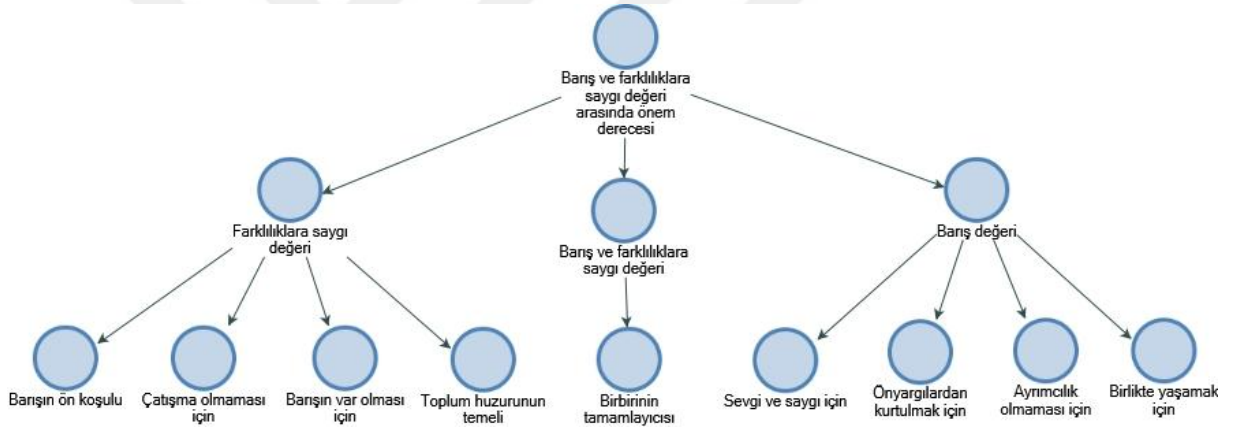 Barış ve farklılıklara
saygı değeri
arasında önem
derecesi
Farklılıklara saygı
değeri
Barış ve farklılıklara
saygı değeri
Barış değeri
Barışın ön koşulu
Çatışma olmaması
için
Barışın var olması
için
Toplum huzurunun
temeli
Birbirinin
tamamlayıcısı
Sevgi ve saygı için
Önyargılardan
kurtulmak için
Ayrımcılık
olmaması için
Birlikte yaşamak
için